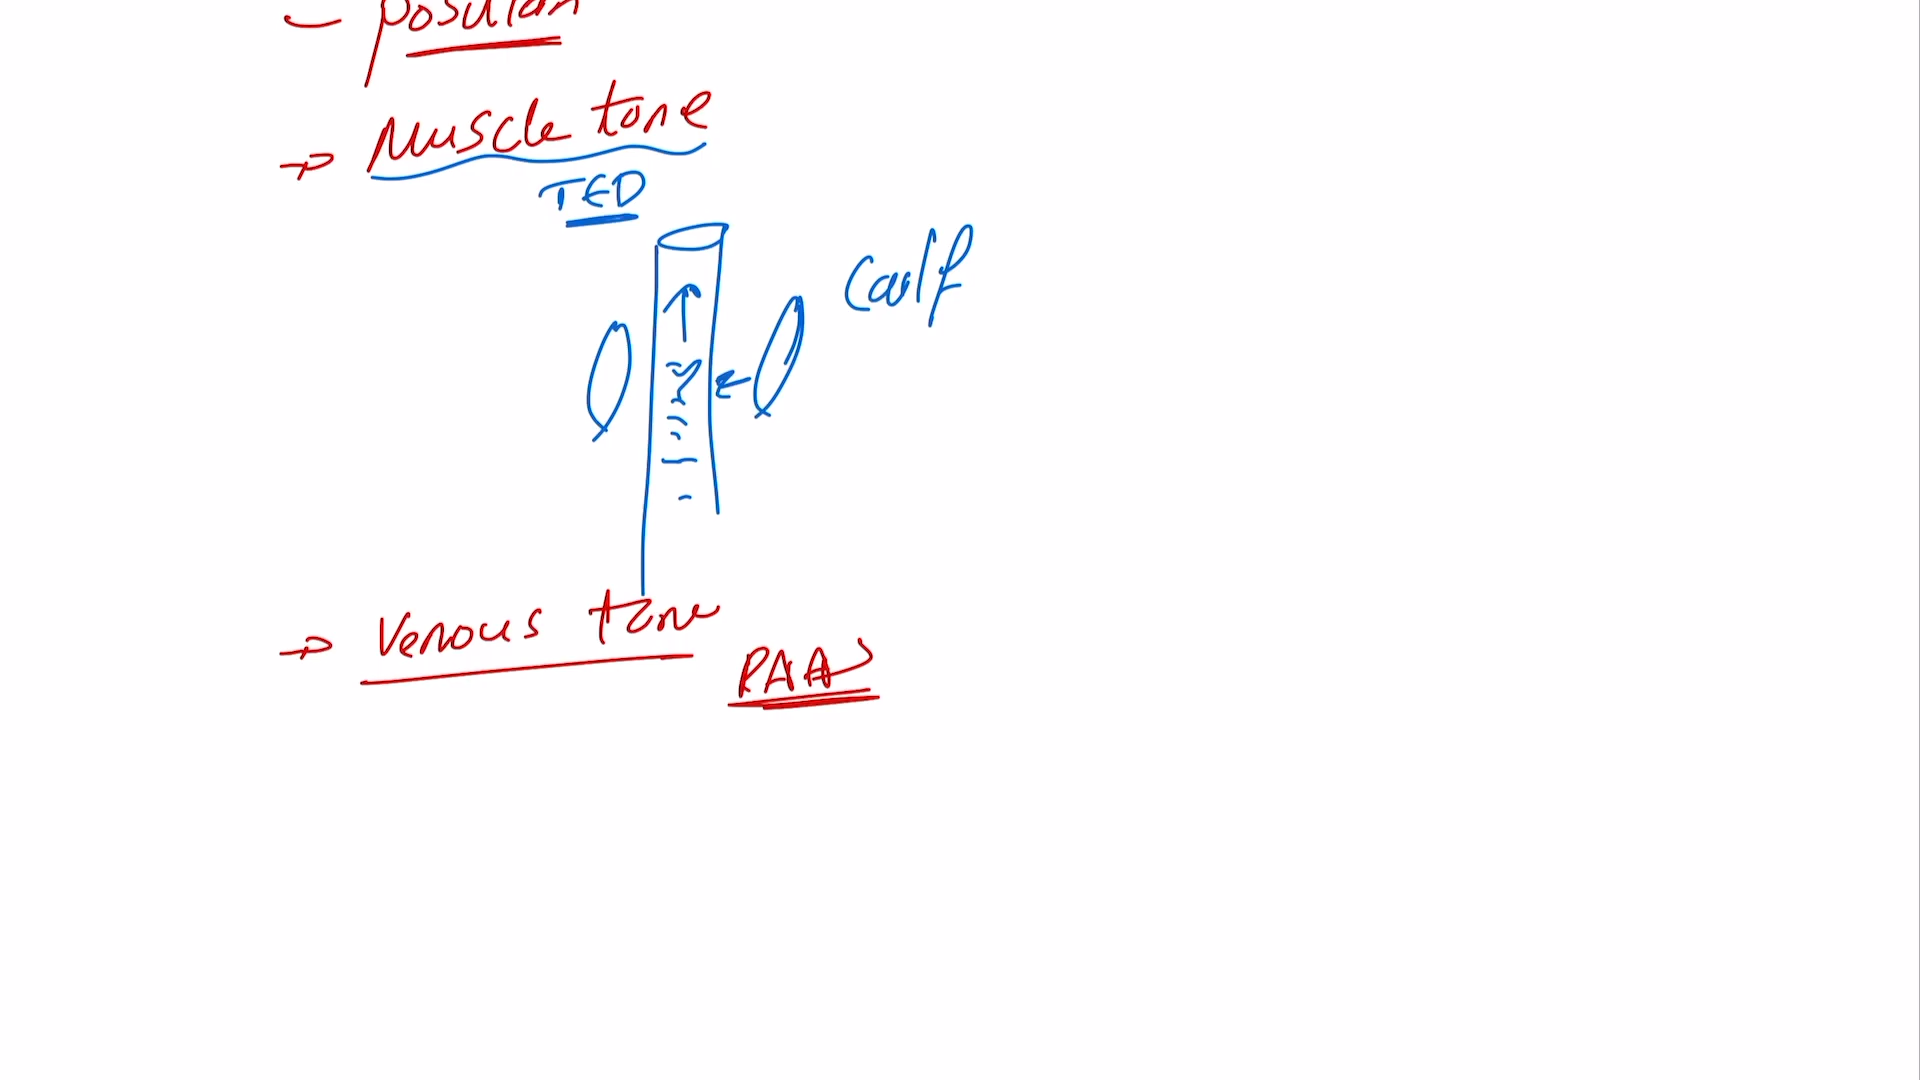 → Muscle tone
TED
Calf
→ Venous tone
RAAS